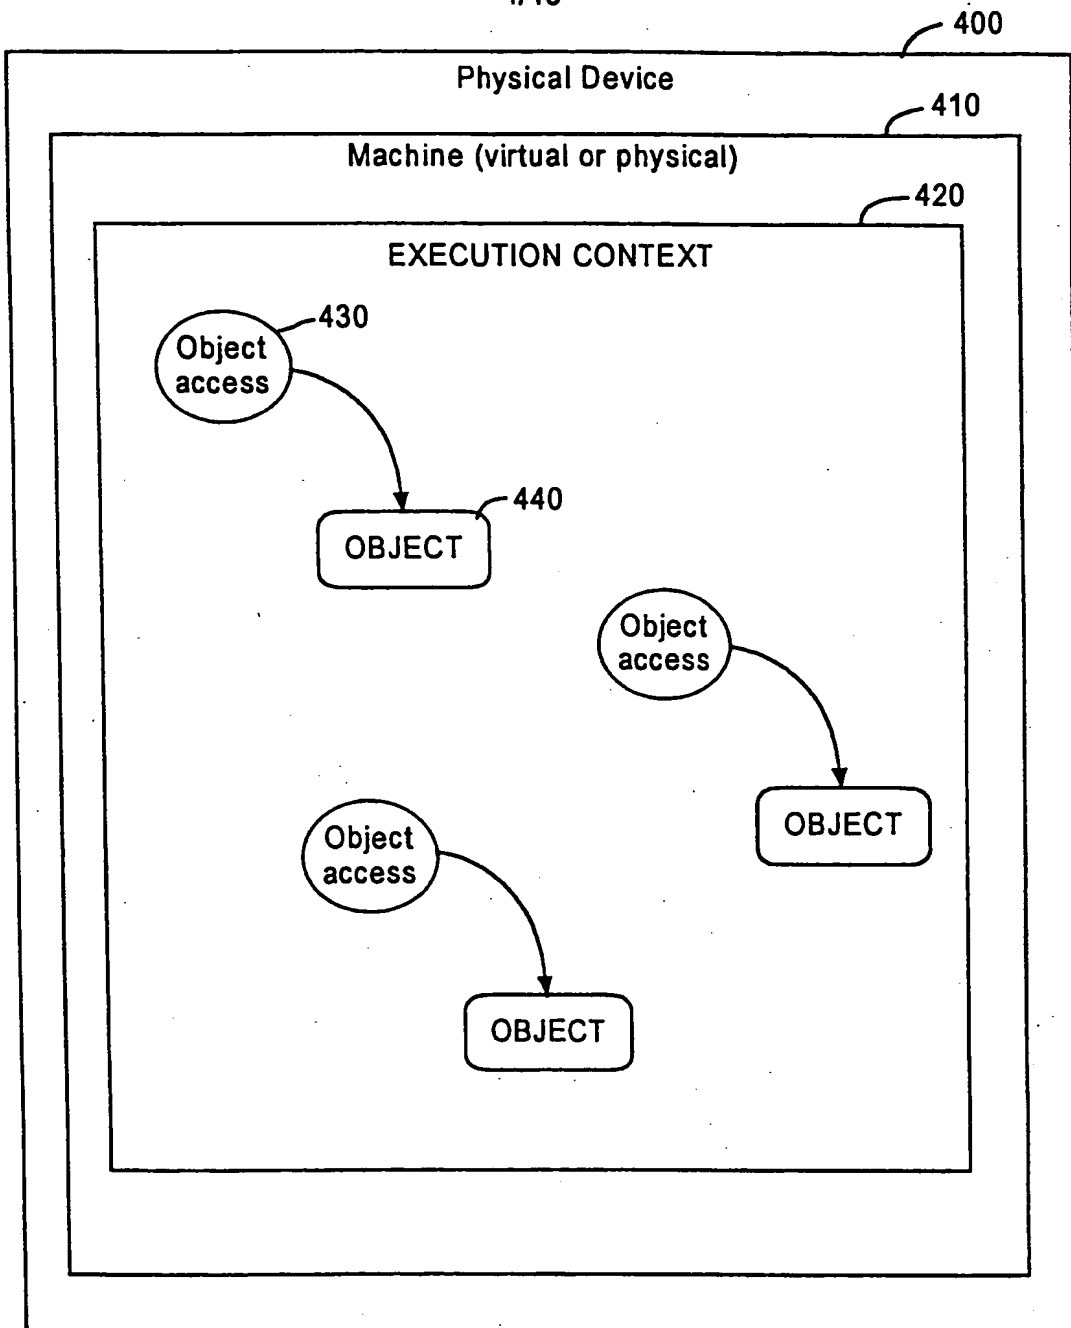 400
Physical Device
410
Machine (virtual or physical)
420
EXECUTION CONTEXT
430
Object
access
440
OBJECT
Object
access
OBJECT
Object
access
OBJECT